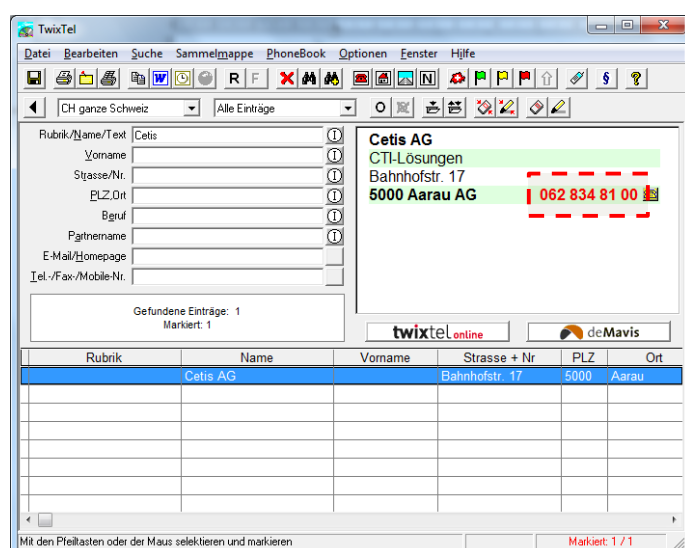 TwixTel
Datei Bearbeiten Suche Sammelmappe PhoneBook Optionen Fenster Hilfe
W R F N § ?
CH ganze Schweiz Alle Einträge
Rubrik/Name/Text Cetis
Vorname
Strasse/Nr.
PLZ,Ort
Beruf
Partnername
E-Mail/Homepage
Tel.-/Fax-/Mobile-Nr.
Gefundene Einträge: 1
Markiert: 1
Cetis AG
CTI-Lösungen
Bahnhofstr. 17
5000 Aarau AG 062 834 81 00
twixtel online deMavis
Rubrik Name Vorname Strasse + Nr PLZ Ort
Cetis AG Bahnhofstr. 17 5000 Aarau
Mit den Pfeiltasten oder der Maus selektieren und markieren Markiert: 1 / 1